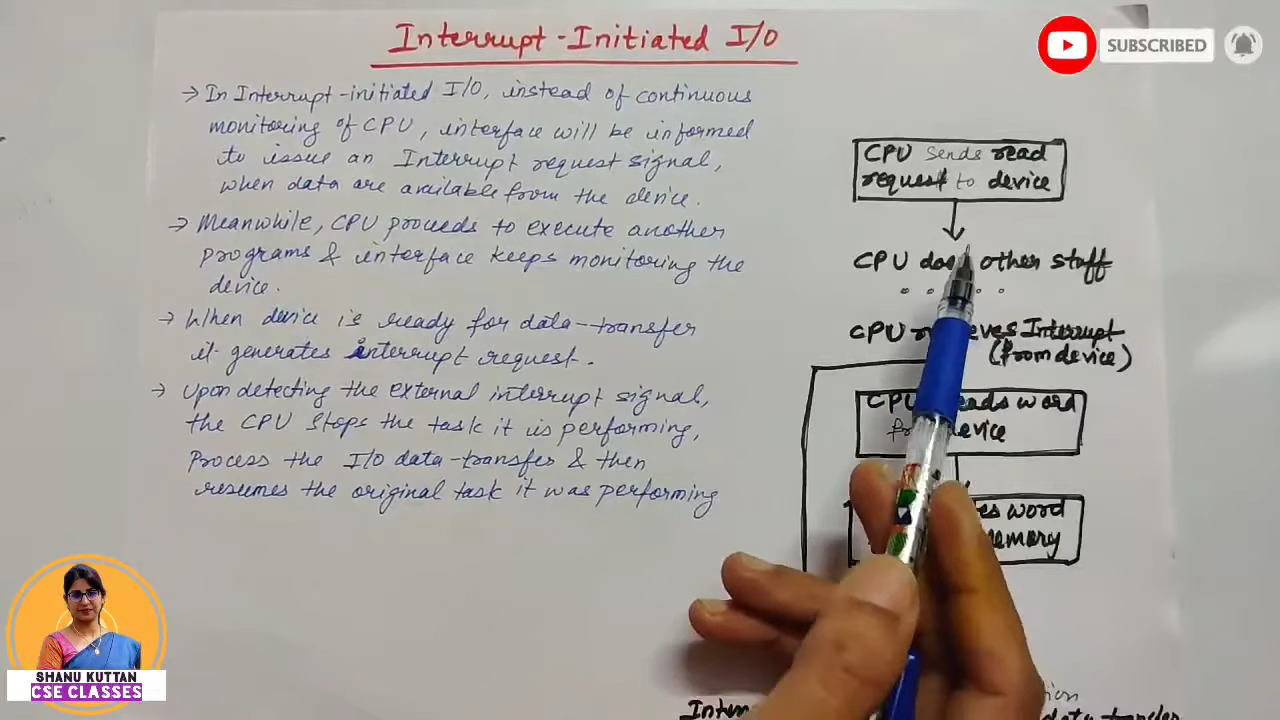 Interrupt-Initiated I/O
SUBSCRIBED
→ In Interrupt-initiated I/O, instead of continuous
monitoring of CPU, interface will be informed
to issue an Interrupt request signal,
when data are available from the device.
→ Meanwhile, CPU proceeds to execute another
programs & interface keeps monitoring the
device.
→ When device is ready for data-transfer
it generates interrupt request.
→ Upon detecting the external interrupt signal,
the CPU stops the task it is performing,
Process the I/O data-transfer & then
resumes the original task it was performing
CPU sends read
request to device
CPU other stuff
CPU Interrupt
(from device)
CPU word
device
word
memory
SHANU KUTTAN
CSE CLASSES